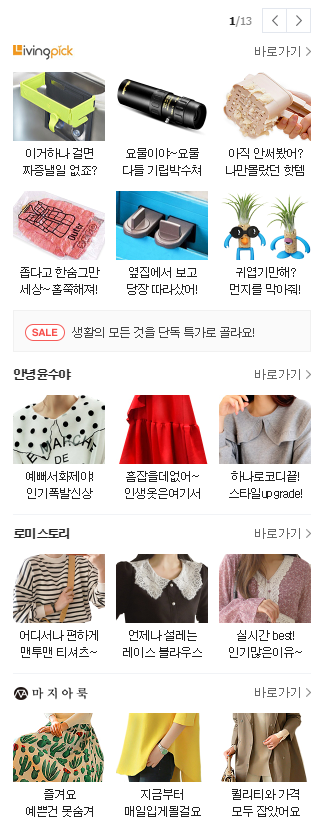 1/13
Livingpick
바로가기
이거하나 걸면
짜증낼일 없죠?
요물이야~요물
다들 기립박수쳐
아직 안써봤어?
나만몰랐던 핫템
좁다고 한숨그만
세상~홀쭉해져!
옆집에서 보고
당장 따라샀어!
귀엽기만해?
먼지를 막아줘!
SALE 생활의 모든 것을 단독 특가로 골라요!
안녕윤수야
바로가기
LE MARCHE
DE
예뻐서화제야!
인기폭발신상
흠잡을데없어~
인생옷은여기서
하나로코디끝!
스타일upgrade!
로미스토리
바로가기
어디서나 편하게
맨투맨 티셔츠~
언제나 설레는
레이스 블라우스
실시간 best!
인기많은이유~
마지아룩
바로가기
즐겨요
예쁜건 못숨겨
지금부터
매일입게될걸요
퀄리티와 가격
모두 잡았어요